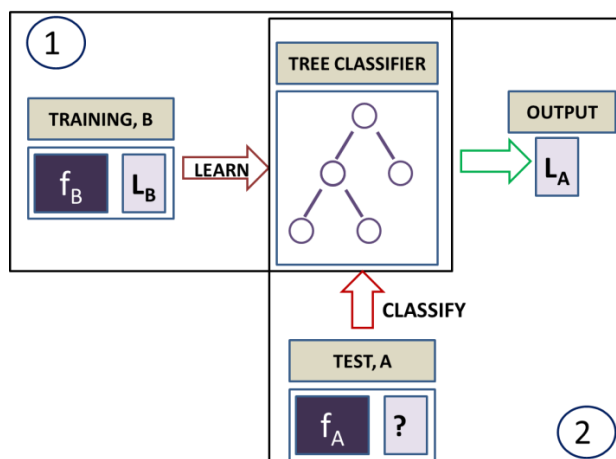 1
TREE CLASSIFIER
TRAINING, B
OUTPUT
f_B
L_B
LEARN
L_A
CLASSIFY
TEST, A
f_A
?
2